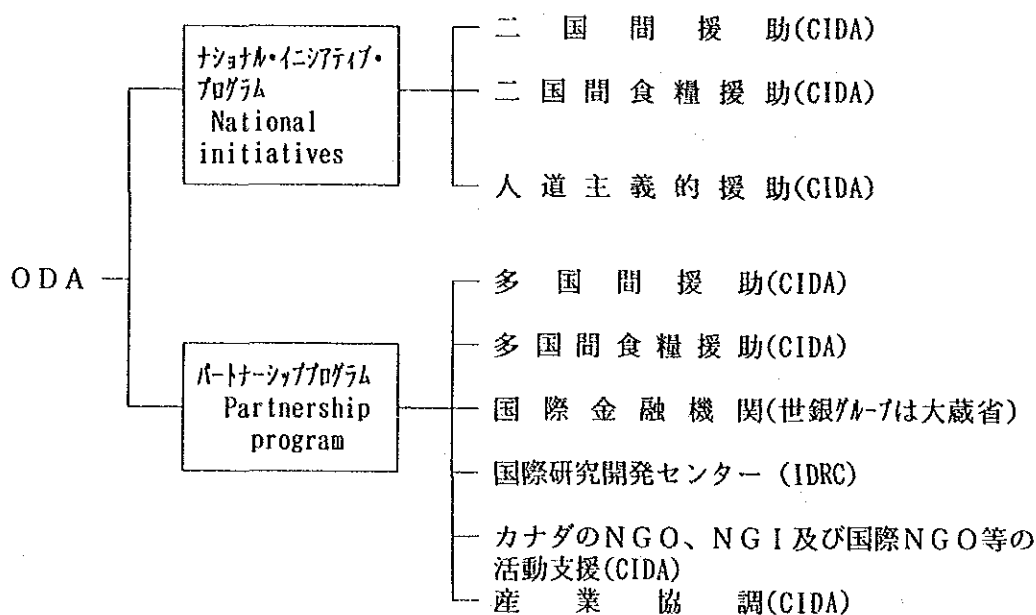 ODA
ナショナル・イニシアティブ・
プログラム
National
initiatives
二国間援助(CIDA)
二国間食糧援助(CIDA)
人道主義的援助(CIDA)
パートナーシッププログラム
Partnership
program
多国間援助(CIDA)
多国間食糧援助(CIDA)
国際金融機関(世銀グループは大蔵省)
国際研究開発センター (IDRC)
カナダのNGO、NGI及び国際NGO等の
活動支援(CIDA)
産業協調(CIDA)